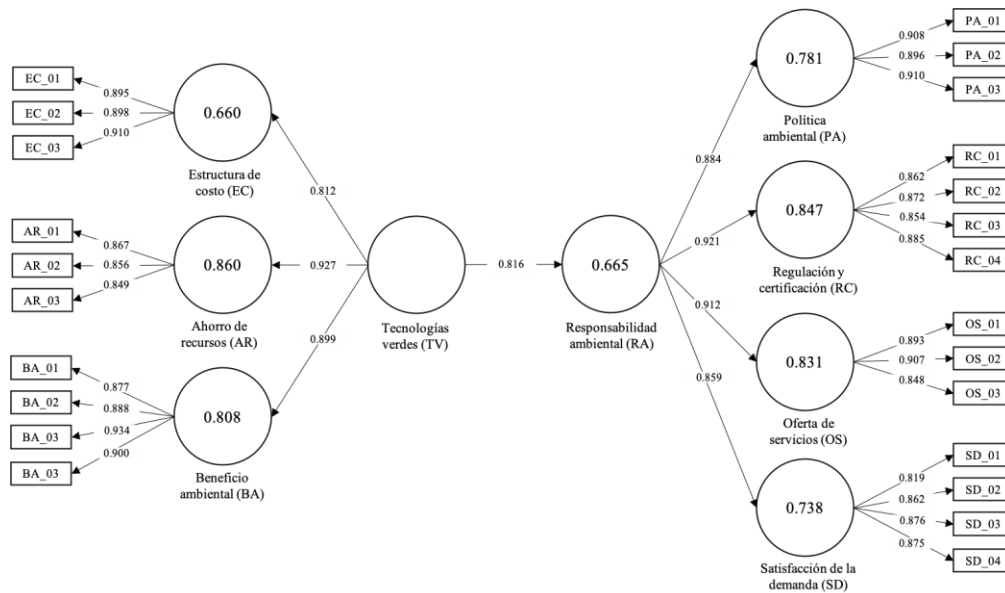 EC_01
EC_02
EC_03
0.895
0.898
0.910
0.660
Estructura de
costo (EC)
AR_01
AR_02
AR_03
0.867
0.856
0.849
0.860
Ahorro de
recursos (AR)
BA_01
BA_02
BA_03
BA_03
0.877
0.888
0.934
0.900
0.808
Beneficio
ambiental (BA)
0.812
0.927
0.899
Tecnologías
verdes (TV)
0.816
0.665
Responsabilidad
ambiental (RA)
0.884
0.921
0.912
0.859
0.781
Política
ambiental (PA)
0.908
0.896
0.910
PA_01
PA_02
PA_03
0.847
Regulación y
certificación (RC)
0.862
0.872
0.854
0.885
RC_01
RC_02
RC_03
RC_04
0.831
Oferta de
servicios (OS)
0.893
0.907
0.848
OS_01
OS_02
OS_03
0.738
Satisfacción de la
demanda (SD)
0.819
0.862
0.876
0.875
SD_01
SD_02
SD_03
SD_04